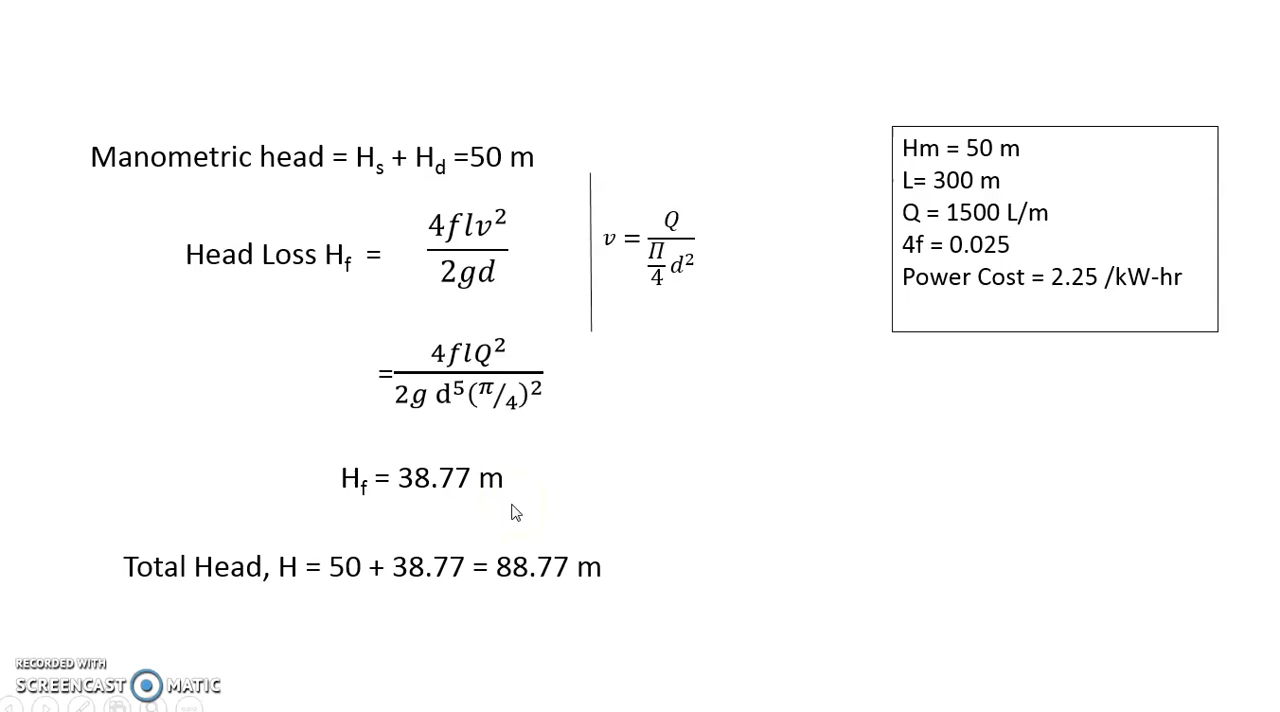 Manometric head = Hs + Hd =50 m
Head Loss Hf = 4flv²/2gd
v = Q/(Π/4 d²)
= 4flQ²/2g d⁵(π/4)²
Hf = 38.77 m
Total Head, H = 50 + 38.77 = 88.77 m
Hm = 50 m
L= 300 m
Q = 1500 L/m
4f = 0.025
Power Cost = 2.25 /kW-hr
RECORDED WITH
SCREENCAST MATIC